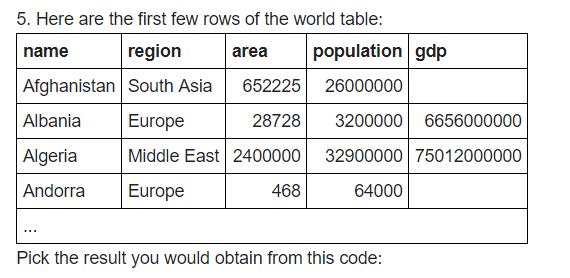 5. Here are the first few rows of the world table:
name region area population gdp
Afghanistan South Asia 652225 26000000
Albania Europe 28728 3200000 6656000000
Algeria Middle East 2400000 32900000 75012000000
Andorra Europe 468 64000
...
Pick the result you would obtain from this code: